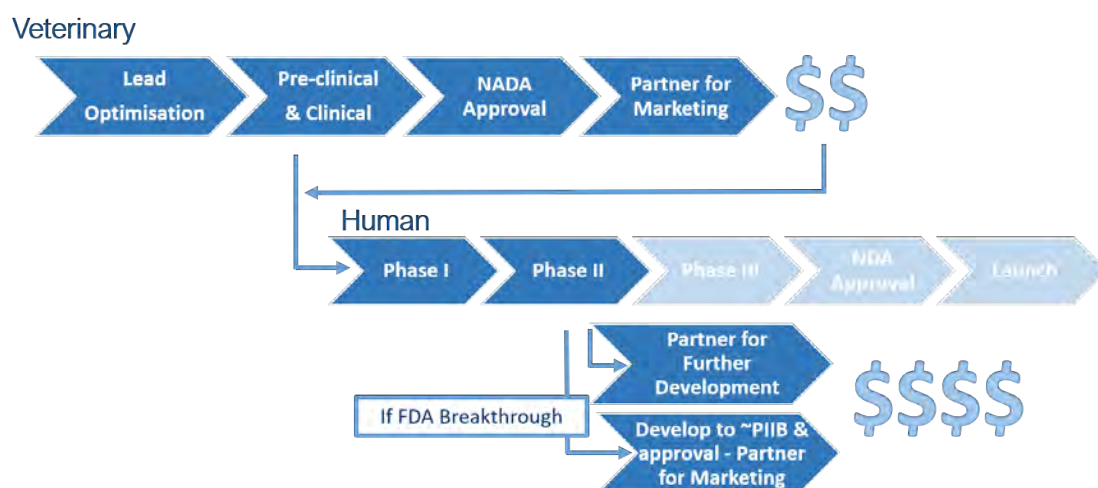 Veterinary
Lead
Optimisation
Pre-clinical
& Clinical
NADA
Approval
Partner for
Marketing
$$
Human
Phase I
Phase II
Phase III
NDA
Approval
Launch
Partner for
Further
Development
$$$$
If FDA Breakthrough
Develop to ~PIIB &
approval - Partner
for Marketing